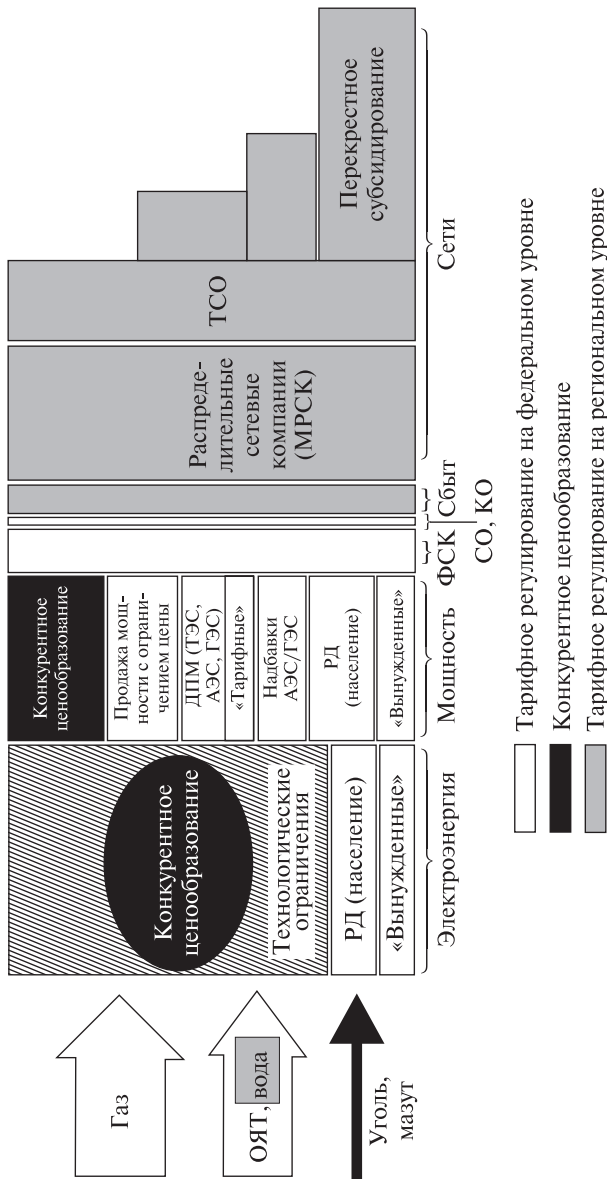 Газ
ОЯТ, вода
Уголь,
мазут
Конкурентное
ценообразование
Технологические
ограничения
РД (население)
«Вынужденные»
Электроэнергия
Конкурентное
ценообразование
Продажа мощ-
ности с ограни-
чением цены
ДПМ (ТЭС,
АЭС, ГЭС)
«Тарифные»
Надбавки
АЭС/ГЭС
РД
(население)
«Вынужденные»
Мощность
ФСК
СО, КО
Сбыт
Распреде-
лительные
сетевые
компании
(МРСК)
ТСО
Перекрестное
субсидирование
Сети
Тарифное регулирование на федеральном уровне
Конкурентное ценообразование
Тарифное регулирование на региональном уровне